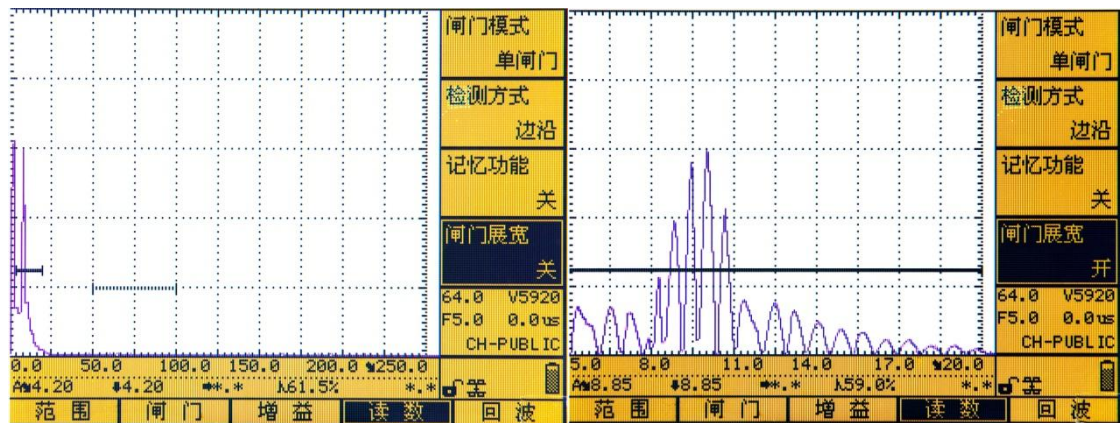 闸门模式
单闸门
检测方式
边沿
记忆功能
关
闸门展宽
关
64.0 V5920
F5.0 0.0us
CH-PUBLIC
0.0 50.0 100.0 150.0 200.0 250.0
A 4.20 4.20 *.* 61.5% *.*
范围 闸门 增益 读数 回波
闸门模式
单闸门
检测方式
边沿
记忆功能
关
闸门展宽
开
64.0 V5920
F5.0 0.0us
CH-PUBLIC
5.0 8.0 11.0 14.0 17.0 20.0
A 8.85 8.85 *.* 59.0% *.*
范围 闸门 增益 读数 回波